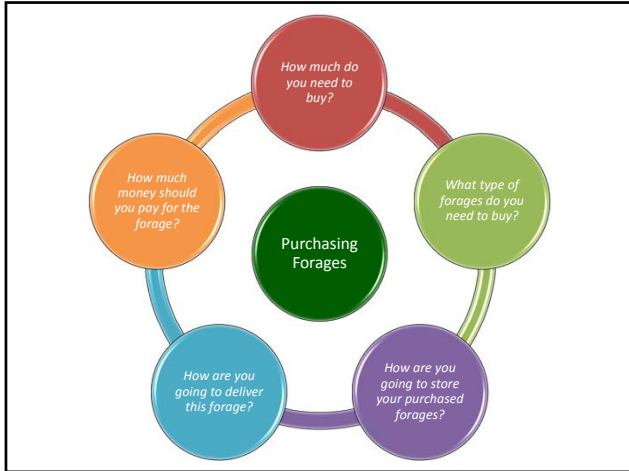 How much do
you need to
buy?
What type of
forages do you
need to buy?
How are you
going to store
your purchased
forages?
How are you
going to deliver
this forage?
How much
money should
you pay for the
forage?
Purchasing
Forages